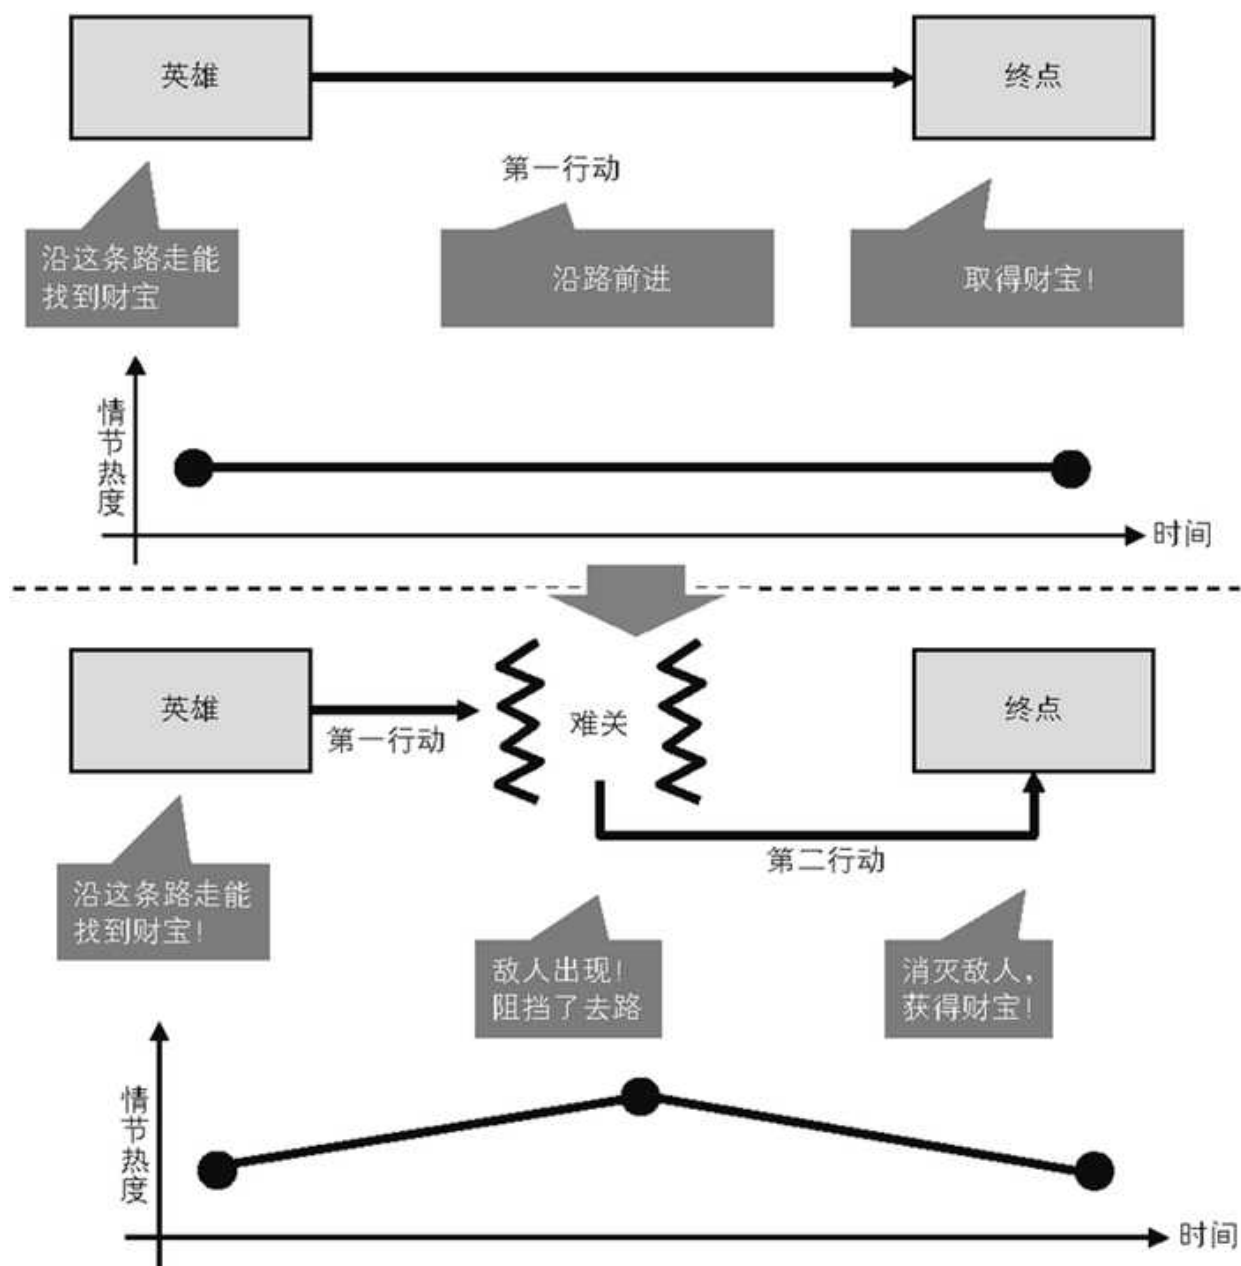 英雄
终点
第一行动
沿这条路走能
找到财宝
沿路前进
取得财宝!
情节热度
时间
英雄
难关
终点
第一行动
第二行动
沿这条路走能
找到财宝!
敌人出现!
阻挡了去路
消灭敌人，
获得财宝!
情节热度
时间